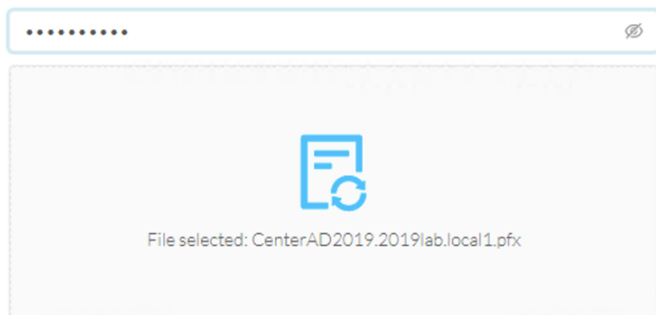 ••••••••••
File selected: CenterAD2019.2019lab.local1.pfx